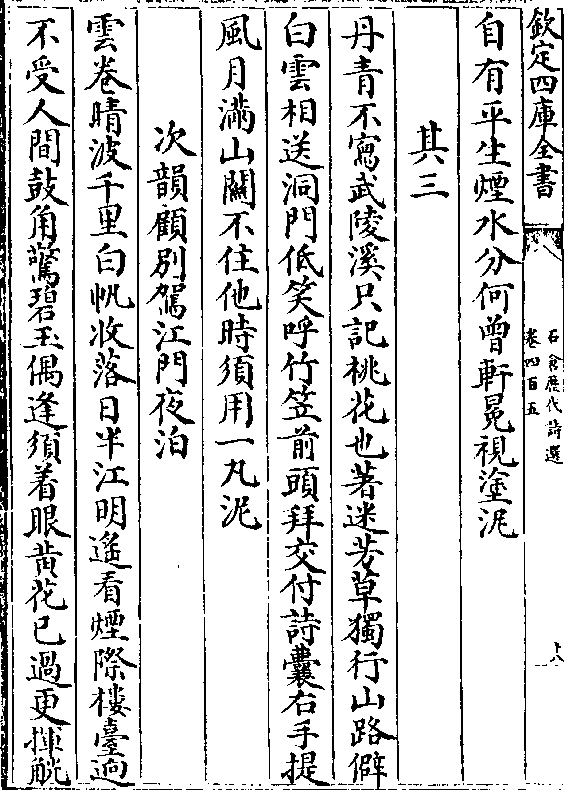 欽定四庫全書
石倉歷代詩選
卷四百五
十八
自有平生煙水分何曾軒冕視塗泥
其三
丹青不寫武陵溪只記桃花也著迷芳草獨行山路僻
白雲相送洞門低笑呼竹笠前頭拜交付詩囊右手提
風月滿山關不住他時須用一丸泥
次韻顧別駕江門夜泊
雲卷晴波千里白帆收落日半江明遙看煙際樓臺迥
不受人間鼓角驚碧玉偶逢須着眼黄花已過更揮觥